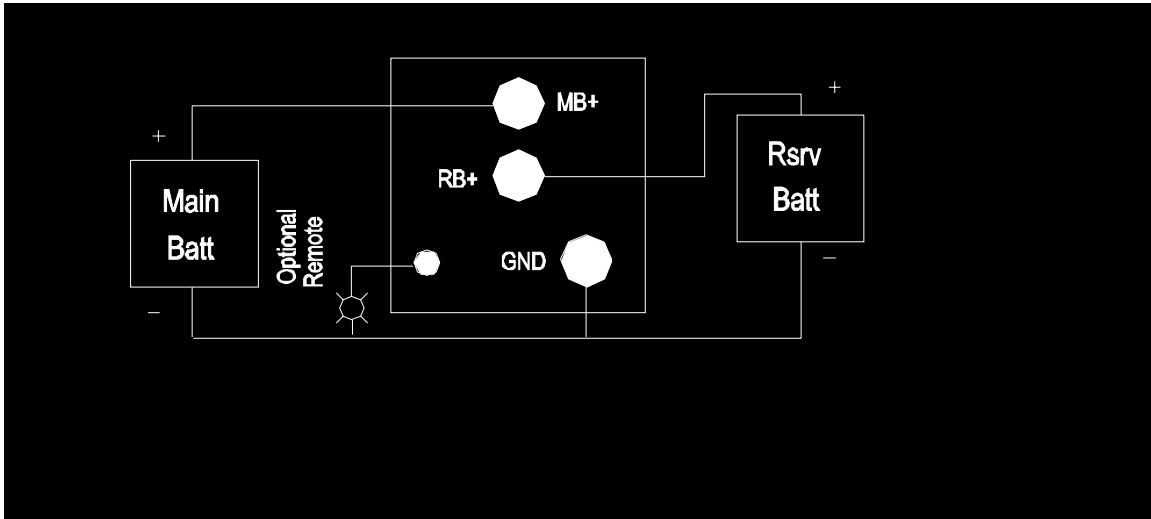 MB+
+
+
RB+
Rsrv
Batt
Main
Batt
Optional
Remote
GND
−
−